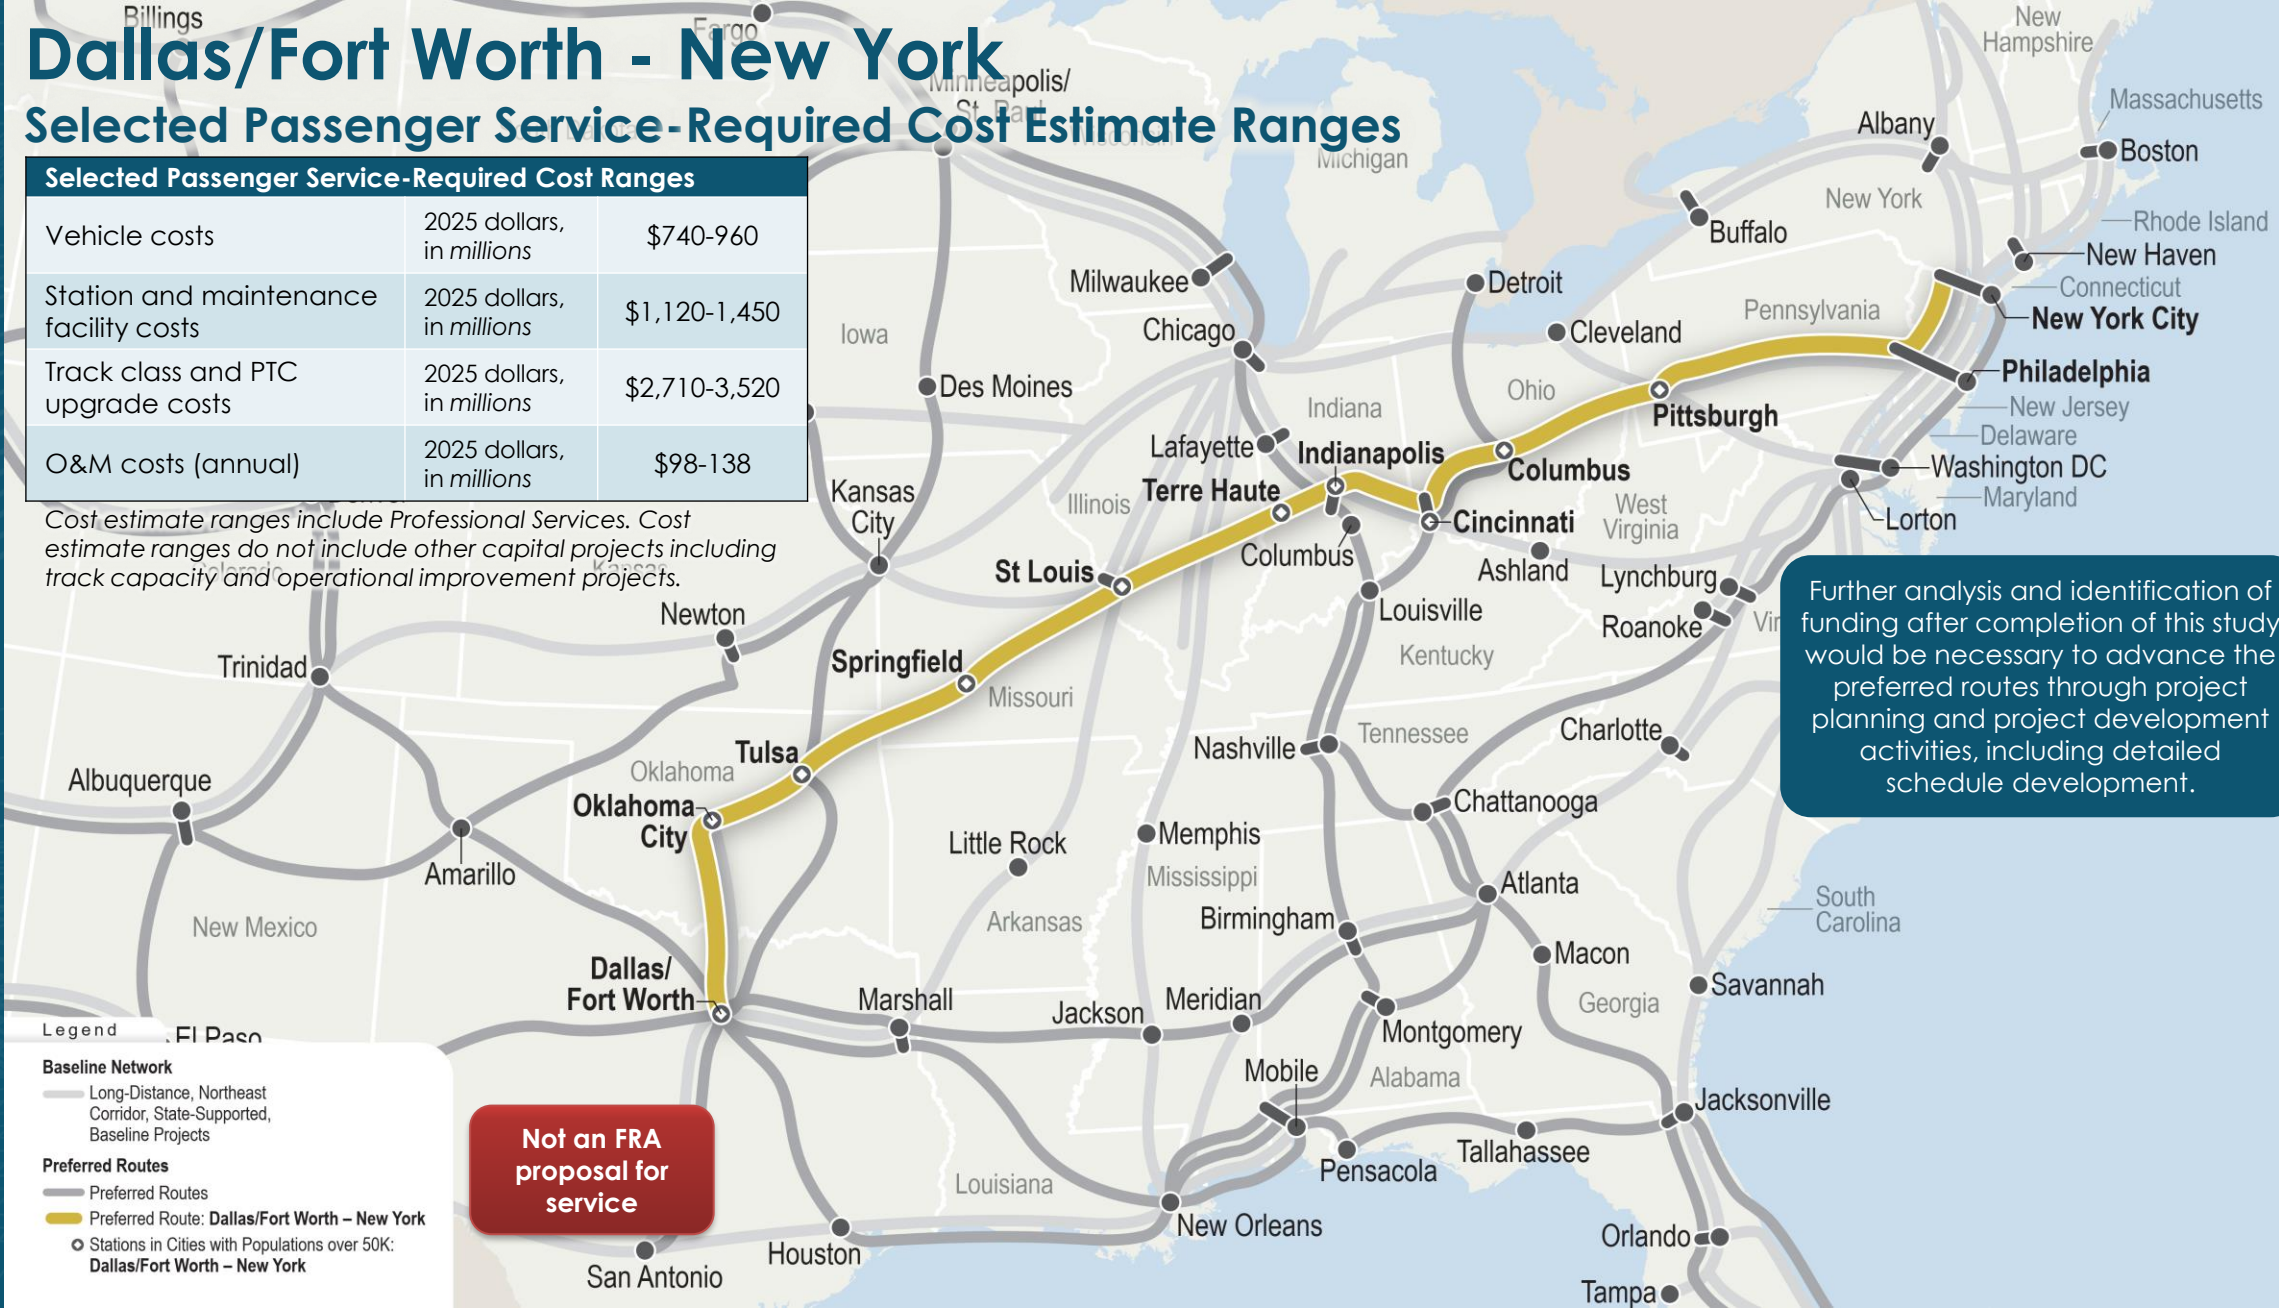 Billings
Fargo
Dallas/Fort Worth - New York
Minneapolis/
St. Paul
Selected Passenger Service-Required Cost Estimate Ranges
Wisconsin
Michigan
New
Hampshire
Massachusetts
Albany
Boston
New York
Rhode Island
Buffalo
New Haven
Connecticut
New York City
Selected Passenger Service-Required Cost Ranges
Vehicle costs
2025 dollars,
in millions
$740-960
Station and maintenance
facility costs
2025 dollars,
in millions
$1,120-1,450
Track class and PTC
upgrade costs
2025 dollars,
in millions
$2,710-3,520
O&M costs (annual)
2025 dollars,
in millions
$98-138
Cost estimate ranges include Professional Services. Cost
estimate ranges do not include other capital projects including
track capacity and operational improvement projects.
Colorado
Kansas
Milwaukee
Detroit
Chicago
Cleveland
Pennsylvania
Iowa
Des Moines
Philadelphia
Indiana
Ohio
Pittsburgh
New Jersey
Delaware
Lafayette
Indianapolis
Columbus
Washington DC
Maryland
Kansas
City
Illinois
Terre Haute
West
Virginia
Cincinnati
Lorton
Columbus
Ashland
St Louis
Lynchburg
Louisville
Roanoke
Vir
Newton
Kentucky
Springfield
Missouri
Trinidad
Further analysis and identification of
funding after completion of this study
would be necessary to advance the
preferred routes through project
planning and project development
activities, including detailed
schedule development.
Tulsa
Nashville
Tennessee
Charlotte
Oklahoma
Albuquerque
Oklahoma
City
Chattanooga
Little Rock
Memphis
Amarillo
Mississippi
Atlanta
South
Carolina
New Mexico
Arkansas
Birmingham
Macon
Dallas/
Fort Worth
Marshall
Jackson
Meridian
Savannah
Georgia
Montgomery
El Paso
Mobile
Alabama
Jacksonville
Pensacola
Tallahassee
Louisiana
New Orleans
Houston
San Antonio
Orlando
Tampa
Not an FRA
proposal for
service
Legend
Baseline Network
Long-Distance, Northeast
Corridor, State-Supported,
Baseline Projects
Preferred Routes
Preferred Routes
Preferred Route: Dallas/Fort Worth – New York
Stations in Cities with Populations over 50K:
Dallas/Fort Worth – New York